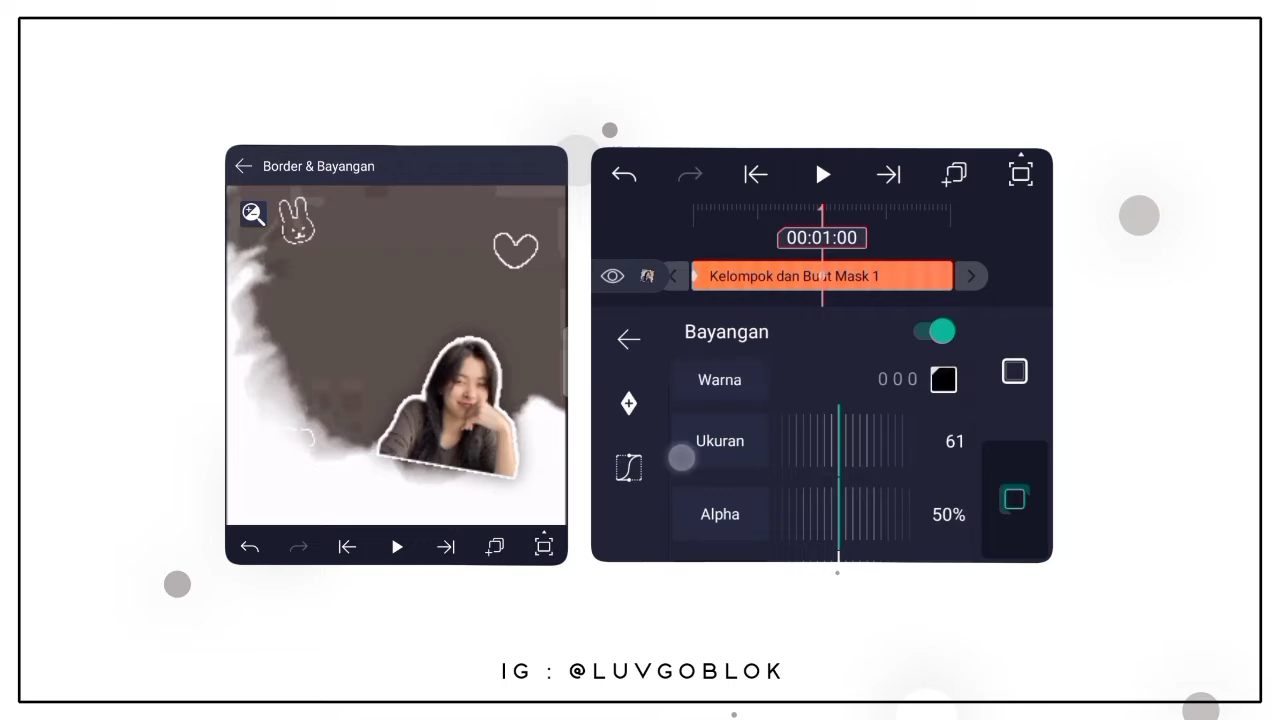 Border & Bayangan
00:01:00
Kelompok dan Buat Mask 1
Bayangan
Warna
000
Ukuran
61
Alpha
50%
IG : @LUVGOBLOK